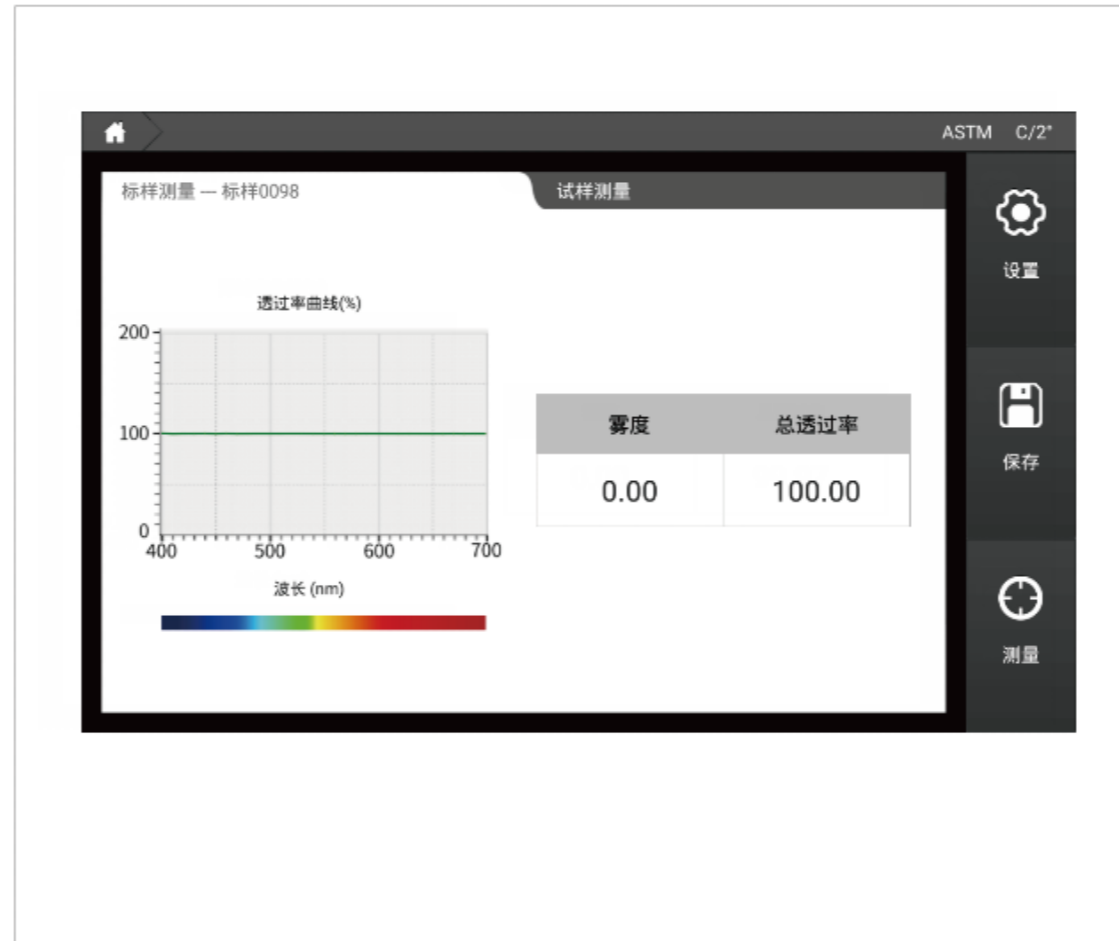 ASTM C/2°
标样测量 — 标样0098
试样测量
设置
透过率曲线(%)
200
100
0
400 500 600 700
波长 (nm)
雾度 总透过率
0.00 100.00
保存
测量